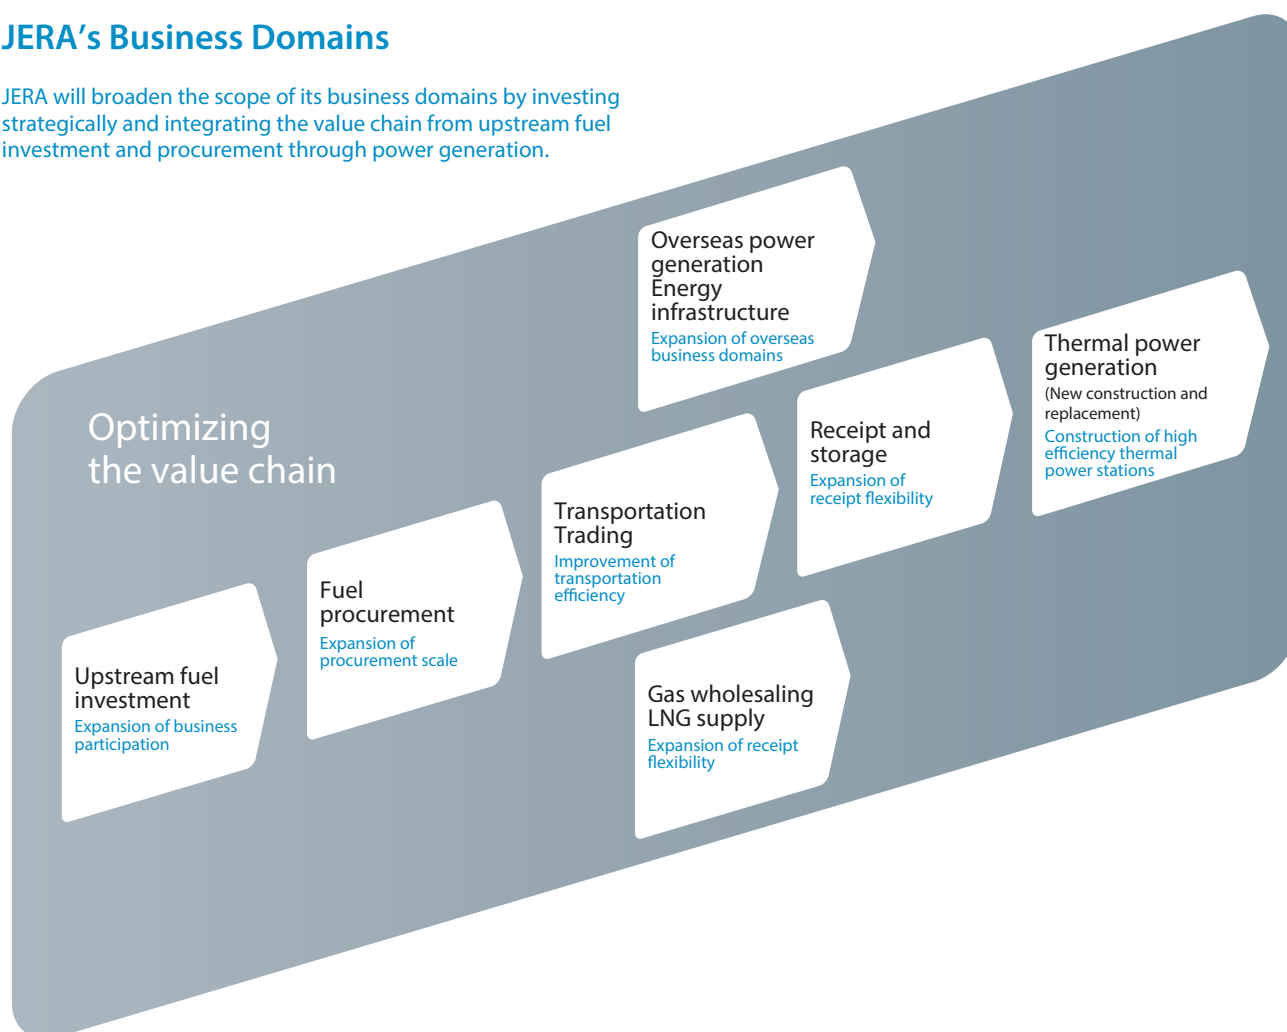 JERA’s Business Domains
JERA will broaden the scope of its business domains by investing
strategically and integrating the value chain from upstream fuel
investment and procurement through power generation.
Optimizing
the value chain
Upstream fuel
investment
Expansion of business
participation
Fuel
procurement
Expansion of
procurement scale
Transportation
Trading
Improvement of
transportation
efficiency
Overseas power
generation
Energy
infrastructure
Expansion of overseas
business domains
Gas wholesaling
LNG supply
Expansion of receipt
flexibility
Receipt and
storage
Expansion of
receipt flexibility
Thermal power
generation
(New construction and
replacement)
Construction of high
efficiency thermal
power stations